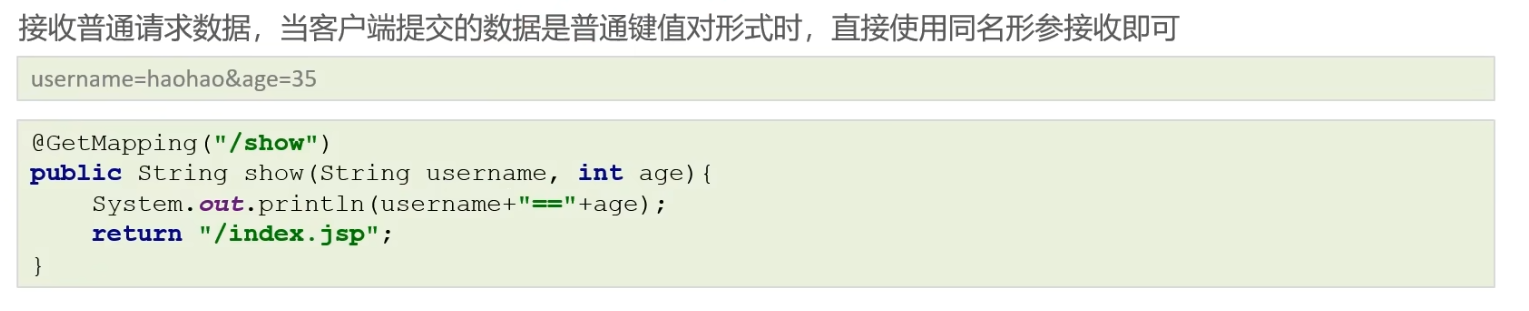 接收普通请求数据，当客户端提交的数据是普通键值对形式时，直接使用同名形参接收即可
username=haohao&age=35
@GetMapping("/show")
public String show(String username, int age){
    System.out.println(username+"=="+age);
    return "/index.jsp";
}